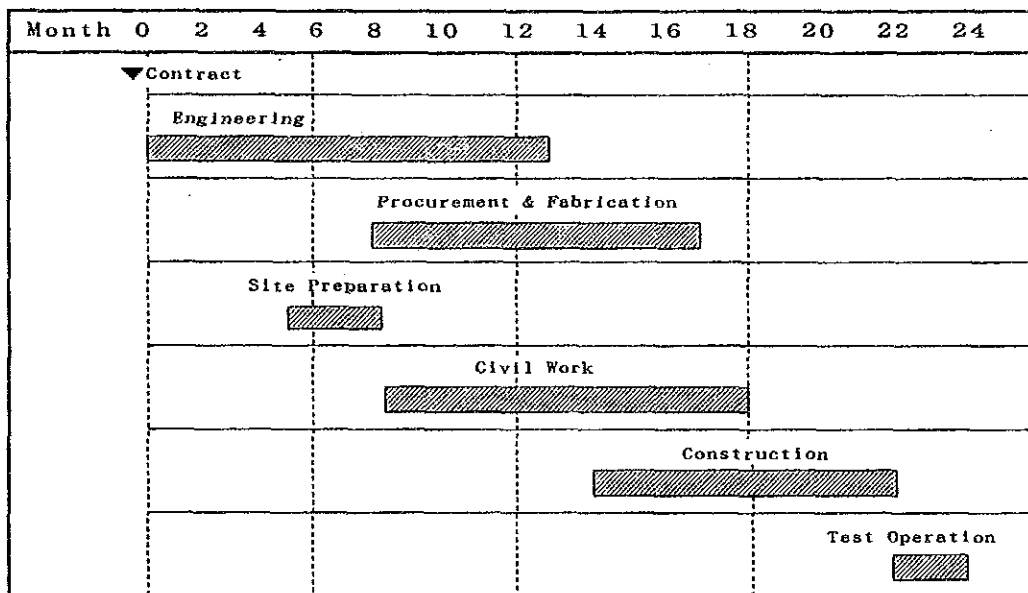 Month 0 2 4 6 8 10 12 14 16 18 20 22 24
▼Contract
Engineering
Procurement & Fabrication
Site Preparation
Civil Work
Construction
Test Operation